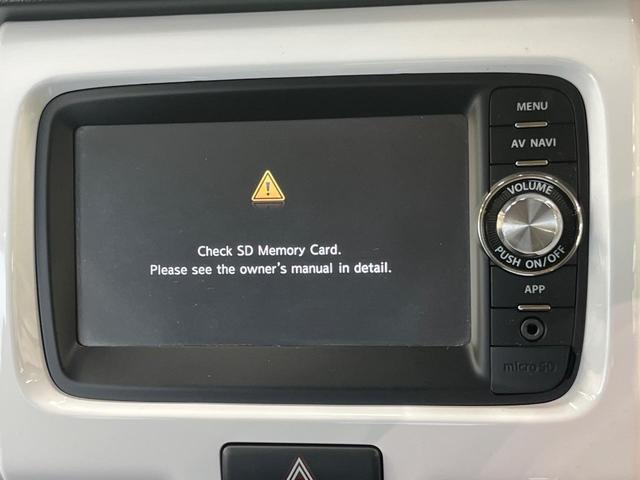 MENU
AV NAVI
VOLUME
PUSH ON/OFF
APP
micro SD
Check SD Memory Card.
Please see the owner's manual in detail.